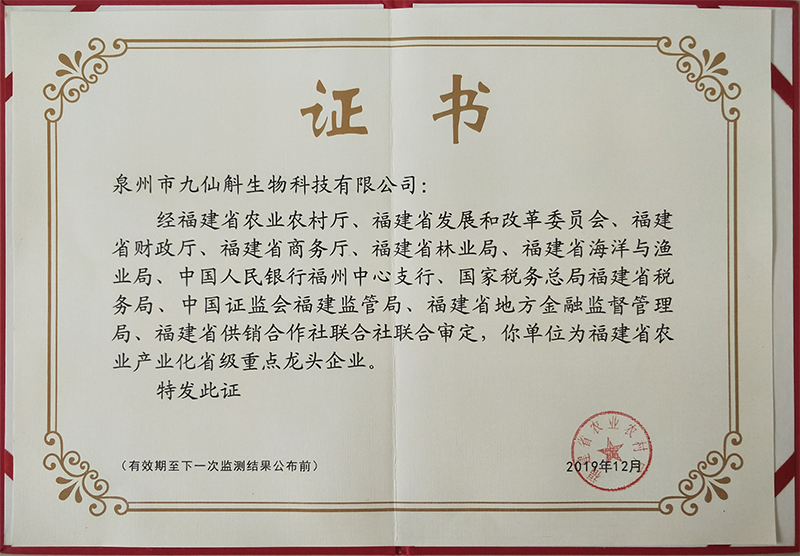 证书
泉州市九仙斛生物科技有限公司：
经福建省农业农村厅、福建省发展和改革委员会、福建
省财政厅、福建省商务厅、福建省林业局、福建省海洋与渔
业局、中国人民银行福州中心支行、国家税务总局福建省税
务局、中国证监会福建监管局、福建省地方金融监督管理
局、福建省供销合作社联合社联合审定，你单位为福建省农
业产业化省级重点龙头企业。
特发此证
福建省农业农村
（有效期至下一次监测结果公布前）
2019年12月